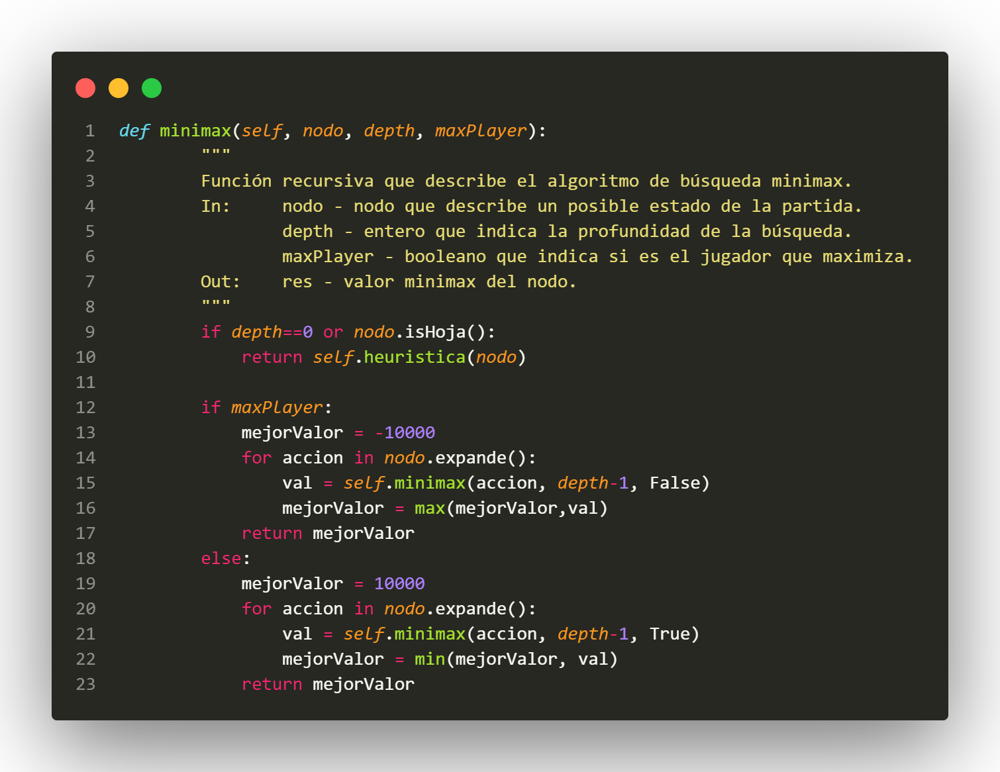 1 def minimax(self, nodo, depth, maxPlayer):
2         """
3         Función recursiva que describe el algoritmo de búsqueda minimax.
4         In:     nodo - nodo que describe un posible estado de la partida.
5                 depth - entero que indica la profundidad de la búsqueda.
6                 maxPlayer - booleano que indica si es el jugador que maximiza.
7         Out:    res - valor minimax del nodo.
8         """
9         if depth==0 or nodo.isHoja():
10             return self.heuristica(nodo)
11
12         if maxPlayer:
13             mejorValor = -10000
14             for accion in nodo.expande():
15                 val = self.minimax(accion, depth-1, False)
16                 mejorValor = max(mejorValor,val)
17             return mejorValor
18         else:
19             mejorValor = 10000
20             for accion in nodo.expande():
21                 val = self.minimax(accion, depth-1, True)
22                 mejorValor = min(mejorValor, val)
23             return mejorValor